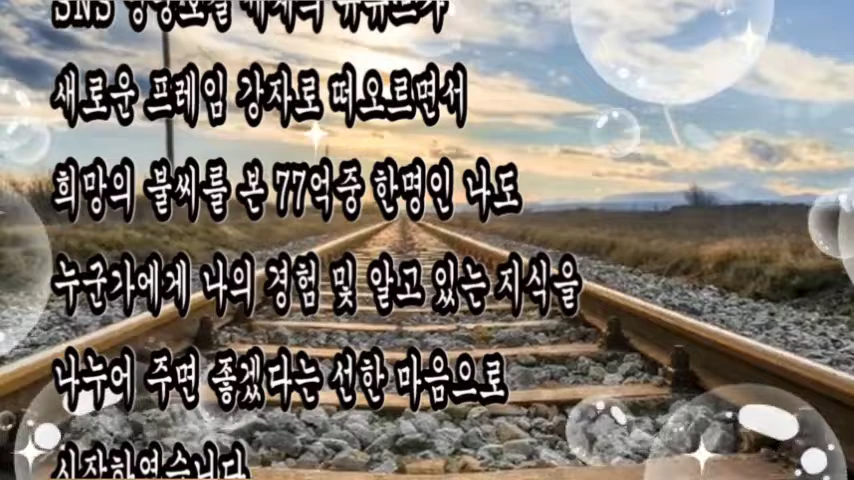 SNS
새로운 프레임 강자로 떠오르면서
희망의 불씨를 본 77억중 한명인 나도
누군가에게 나의 경험 및 알고 있는 지식을
나누어 주면 좋겠다는 선한 마음으로
시작하였습니다